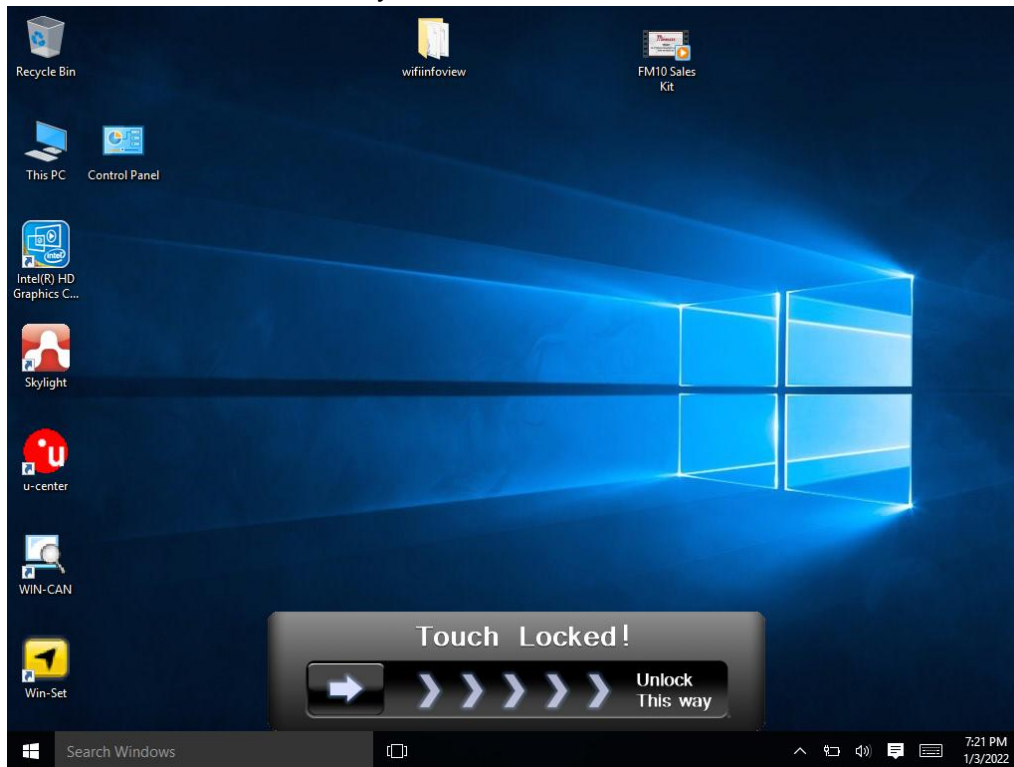 Recycle Bin
wifiinfoview
FM10 Sales
Kit
This PC
Control Panel
intel
Intel(R) HD
Graphics C...
Skylight
u
u-center
WIN-CAN
Win-Set
Touch Locked!
Unlock
This way
Search Windows
7:21 PM
1/3/2022